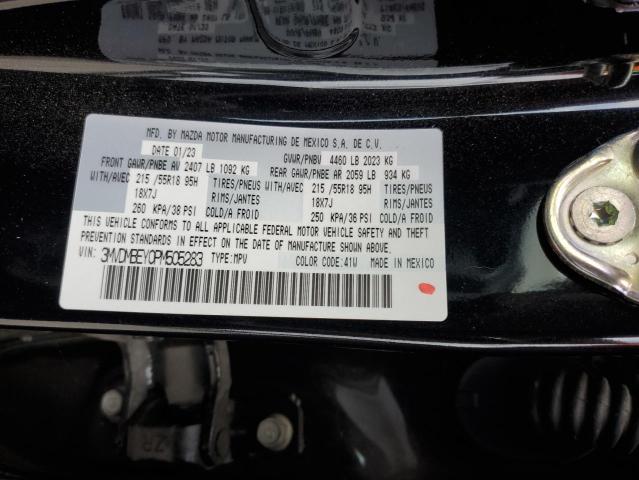 MFD. BY MAZDA MOTOR MANUFACTURING DE MEXICO S.A. DE C.V.
DATE 01/23 GVWR/PNBV 4460 LB 2023 KG
FRONT GAWR/PNBE AV 2407 LB 1092 KG REAR GAWR/PNBE AR 2059 LB 934 KG
WITH/AVEC 215 /55R18 95H TIRES/PNEUS WITH/AVEC 215 /55R18 95H TIRES/PNEUS
18X7J RIMS/JANTES 18X7J RIMS/JANTES
260 KPA/38 PSI COLD/A FROID 250 KPA/36 PSI COLD/A FROID
THIS VEHICLE CONFORMS TO ALL APPLICABLE FEDERAL MOTOR VEHICLE SAFETY AND THEFT
PREVENTION STANDARDS IN EFFECT ON THE DATE OF MANUFACTURE SHOWN ABOVE.
VIN: 3MVDMBEY0PM505283 TYPE: MPV COLOR CODE: 41W MADE IN MEXICO